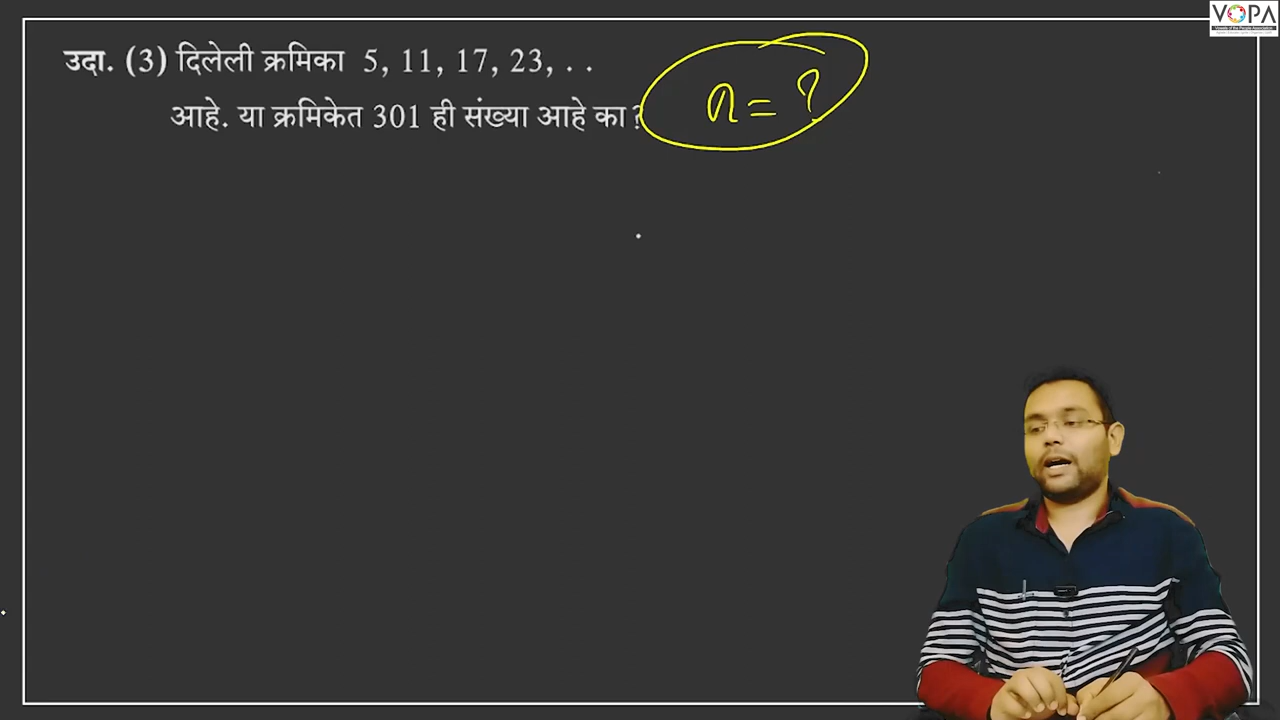 VOPA
उदा. (3) दिलेली क्रमिका 5, 11, 17, 23, . .
n = ?
आहे. या क्रमिकेत 301 ही संख्या आहे का ?